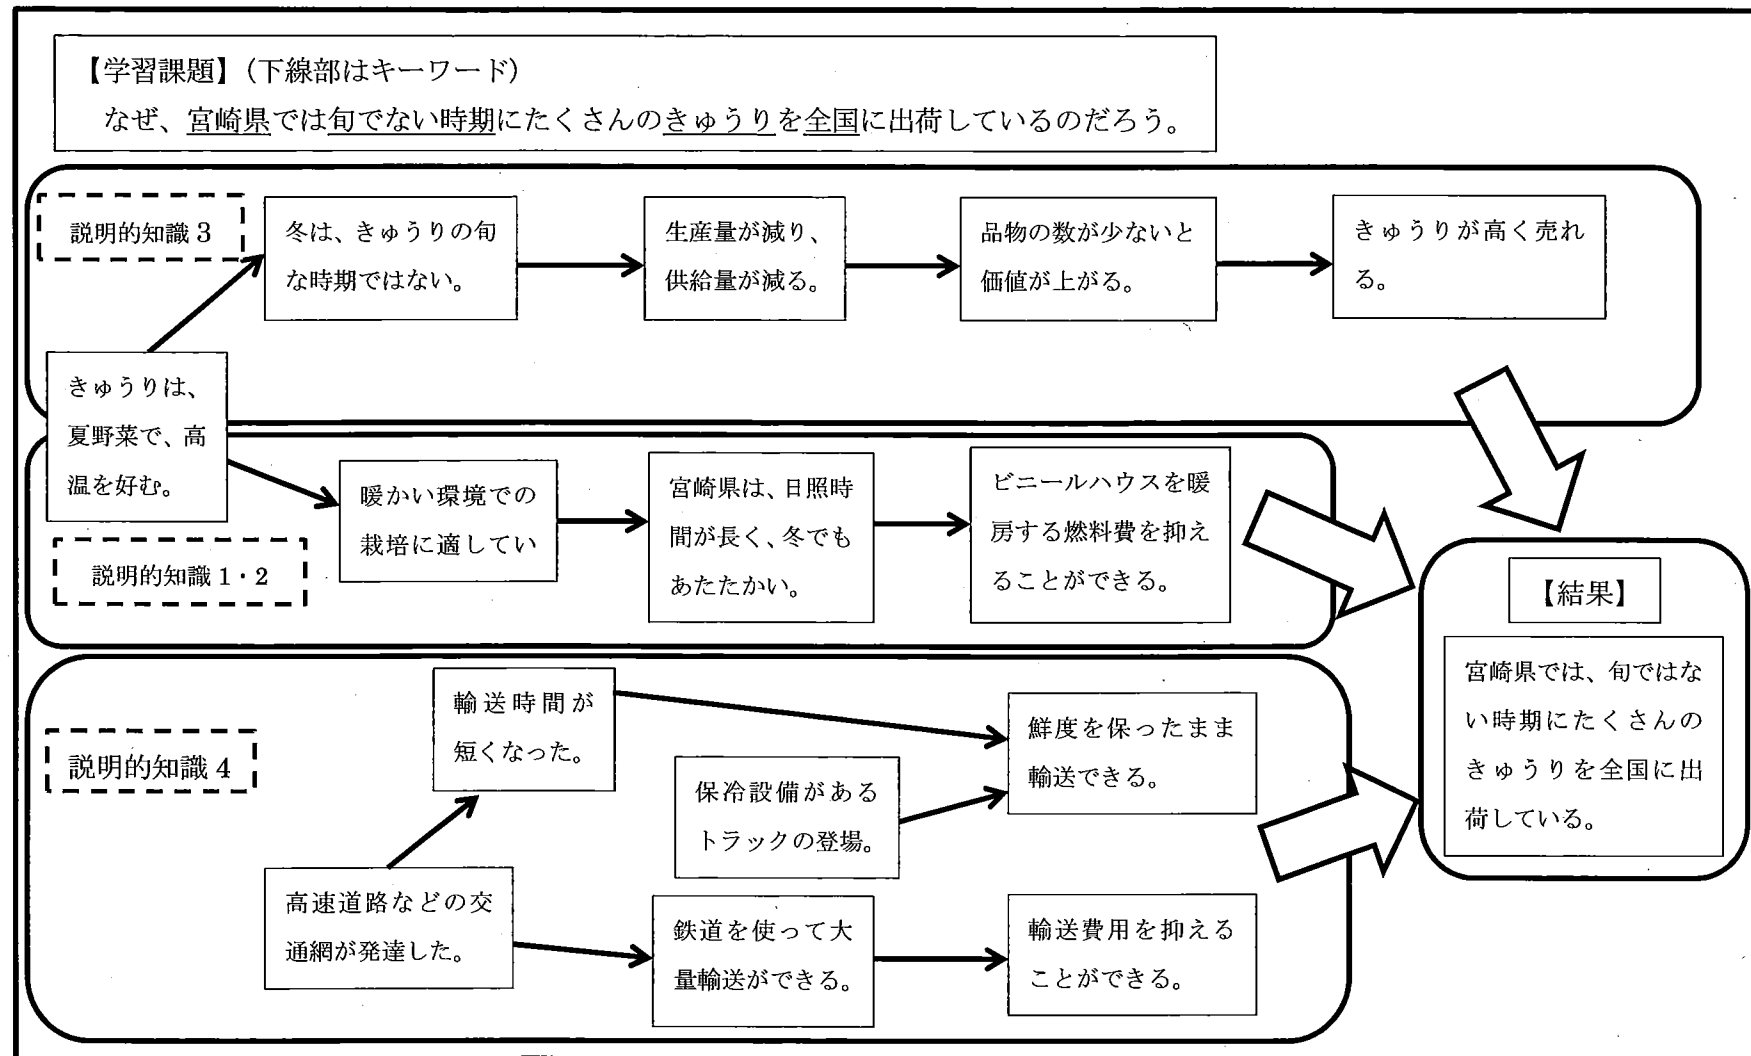 【学習課題】(下線部はキーワード)
なぜ、宮崎県では旬でない時期にたくさんのきゅうりを全国に出荷しているのだろう。
説明的知識3
冬は、きゅうりの旬
な時期ではない。
生産量が減り、
供給量が減る。
品物の数が少ないと
価値が上がる。
きゅうりが高く売れ
る。
きゅうりは、
夏野菜で、高
温を好む。
説明的知識1・2
暖かい環境での
栽培に適してい
宮崎県は、日照時
間が長く、冬でも
あたたかい。
ビニールハウスを暖
房する燃料費を抑え
ることができる。
説明的知識4
輸送時間が
短くなった。
保冷設備がある
トラックの登場。
鮮度を保ったまま
輸送できる。
高速道路などの交
通網が発達した。
鉄道を使って大
量輸送ができる。
輸送費用を抑える
ことができる。
【結果】
宮崎県では、旬ではな
い時期にたくさんの
きゅうりを全国に出
荷している。